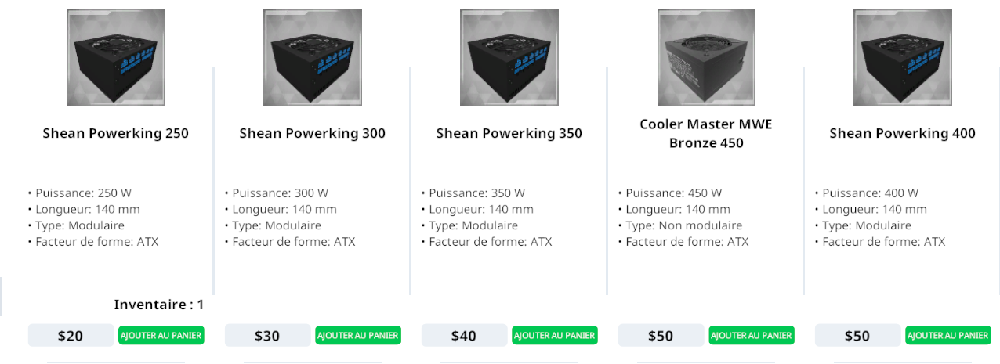 Shean Powerking 250
• Puissance: 250 W
• Longueur: 140 mm
• Type: Modulaire
• Facteur de forme: ATX
Inventaire : 1
$20
AJOUTER AU PANIER
Shean Powerking 300
• Puissance: 300 W
• Longueur: 140 mm
• Type: Modulaire
• Facteur de forme: ATX
$30
AJOUTER AU PANIER
Shean Powerking 350
• Puissance: 350 W
• Longueur: 140 mm
• Type: Modulaire
• Facteur de forme: ATX
$40
AJOUTER AU PANIER
Cooler Master MWE
Bronze 450
• Puissance: 450 W
• Longueur: 140 mm
• Type: Non modulaire
• Facteur de forme: ATX
$50
AJOUTER AU PANIER
Shean Powerking 400
• Puissance: 400 W
• Longueur: 140 mm
• Type: Modulaire
• Facteur de forme: ATX
$50
AJOUTER AU PANIER